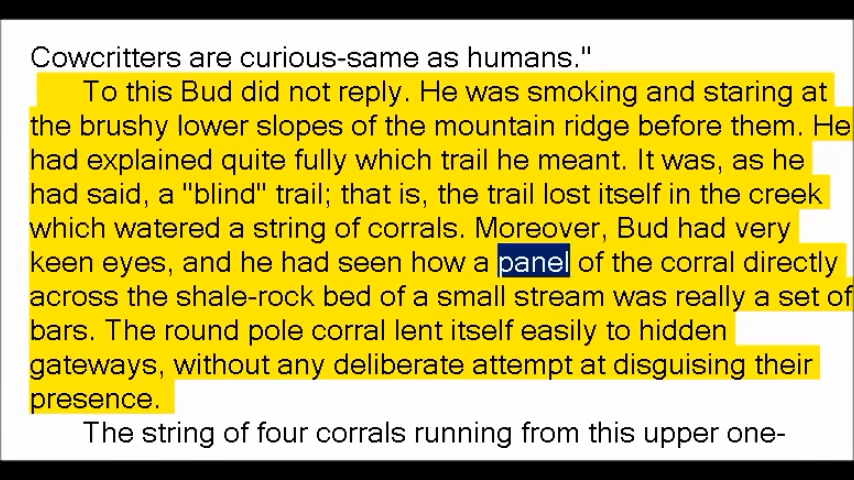 Cowcritters are curious-same as humans."
To this Bud did not reply. He was smoking and staring at
the brushy lower slopes of the mountain ridge before them. He
had explained quite fully which trail he meant. It was, as he
had said, a "blind" trail; that is, the trail lost itself in the creek
which watered a string of corrals. Moreover, Bud had very
keen eyes, and he had seen how a panel of the corral directly
across the shale-rock bed of a small stream was really a set of
bars. The round pole corral lent itself easily to hidden
gateways, without any deliberate attempt at disguising their
presence.
The string of four corrals running from this upper one-